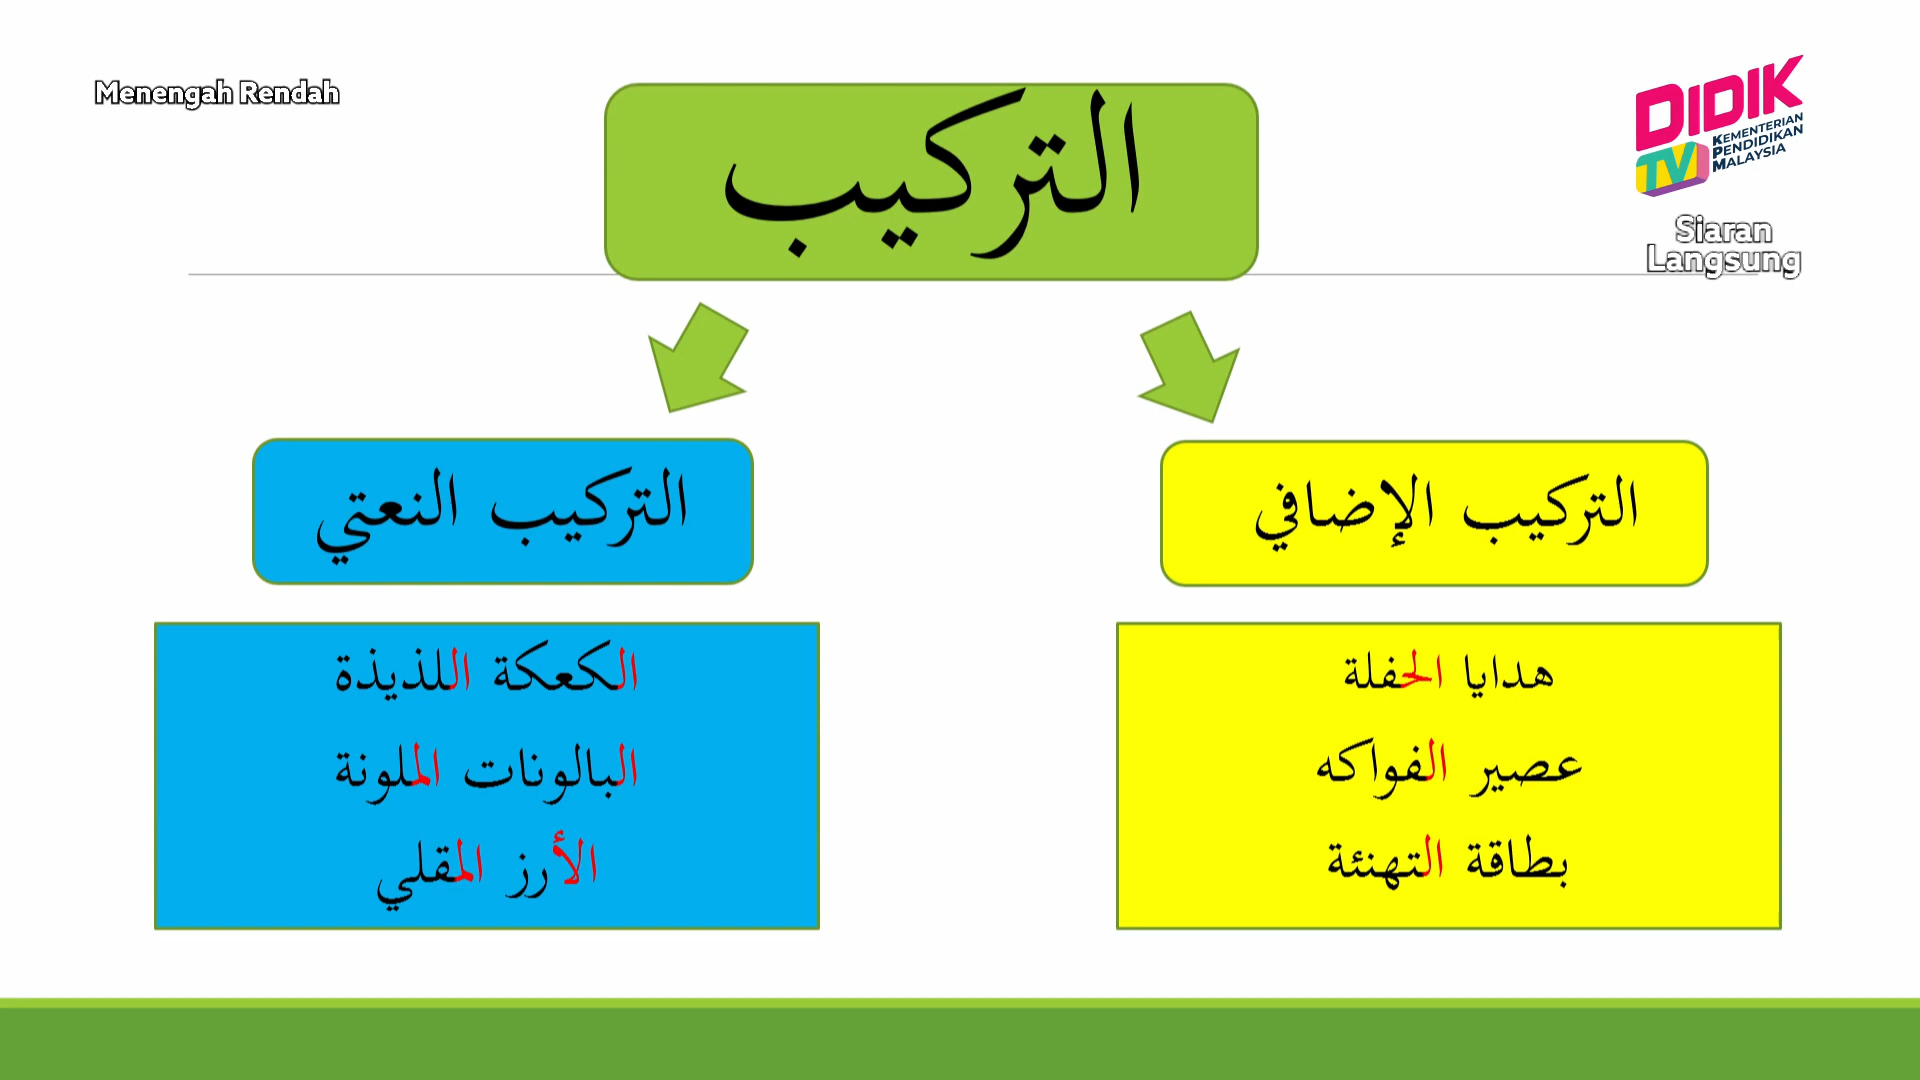 Menengah Rendah
DIDIK
TV
KEMENTERIAN
PENDIDIKAN
MALAYSIA
Siaran
Langsung
التركيب
التركيب الإضافي
هدايا الحفلة
عصير الفواكه
بطاقة التهنئة
التركيب النعتي
الكعكة اللذيذة
البالونات الملونة
الأرز المقلي